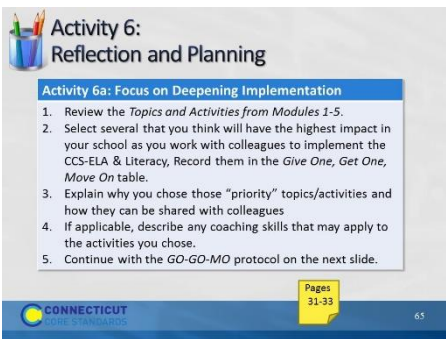 Activity 6:
Reflection and Planning
Activity 6a: Focus on Deepening Implementation
1. Review the Topics and Activities from Modules 1-5.
2. Select several that you think will have the highest impact in
your school as you work with colleagues to implement the
CCS-ELA & Literacy, Record them in the Give One, Get One,
Move On table.
3. Explain why you chose those “priority” topics/activities and
how they can be shared with colleagues
4. If applicable, describe any coaching skills that may apply to
the activities you chose.
5. Continue with the GO-GO-MO protocol on the next slide.
Pages
31-33
CONNECTICUT
CORE STANDARDS
65